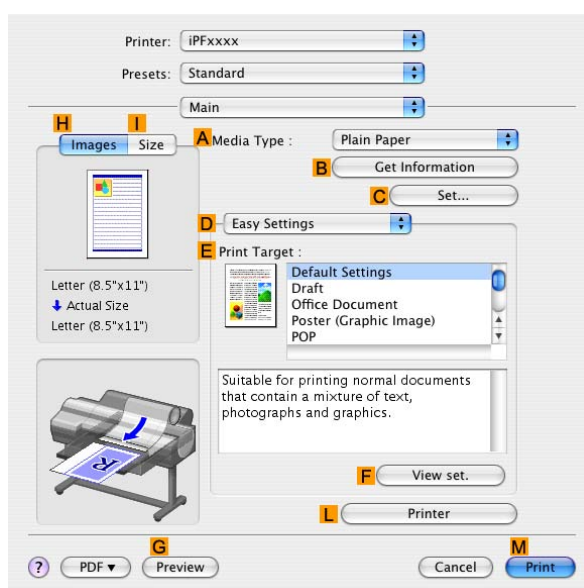 Printer: iPFxxxx
Presets: Standard
Main
H I
Images Size
A Media Type : Plain Paper
B Get Information
C Set...
D Easy Settings
E Print Target :
Default Settings
Draft
Office Document
Poster (Graphic Image)
POP
Letter (8.5"x11")
Actual Size
Letter (8.5"x11")
Suitable for printing normal documents
that contain a mixture of text,
photographs and graphics.
R
F View set.
L Printer
G M
? PDF▼ Preview Cancel Print